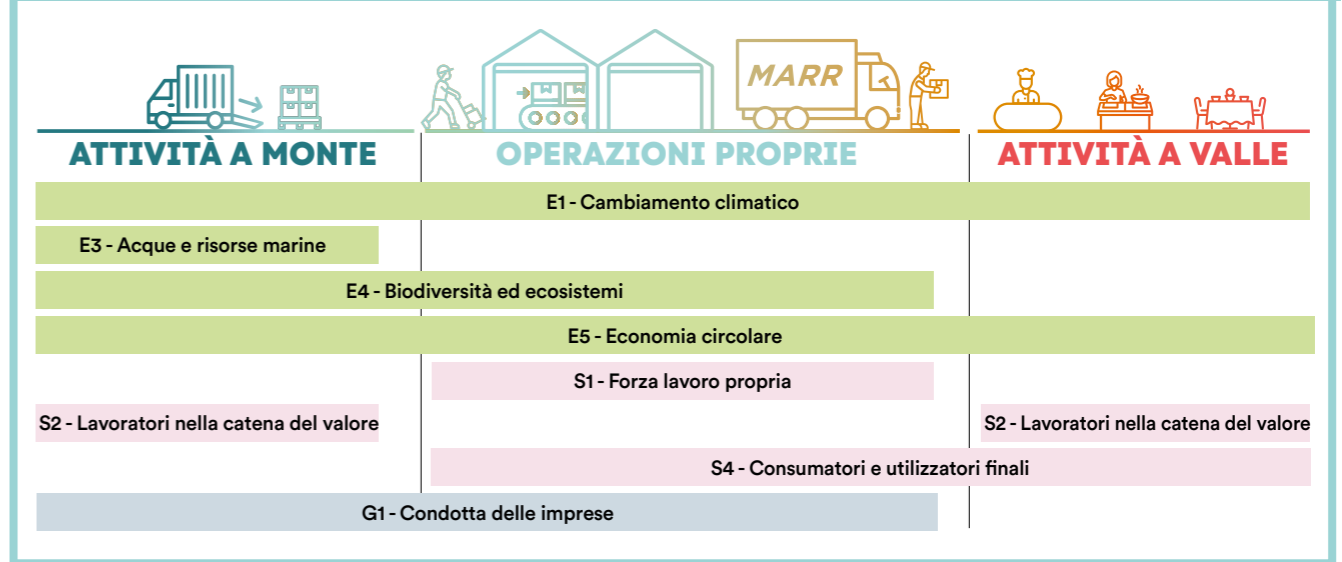 MARR
ATTIVITÀ A MONTE
OPERAZIONI PROPRIE
ATTIVITÀ A VALLE
E1 - Cambiamento climatico
E3 - Acque e risorse marine
E4 - Biodiversità ed ecosistemi
E5 - Economia circolare
S1 - Forza lavoro propria
S2 - Lavoratori nella catena del valore
S2 - Lavoratori nella catena del valore
S4 - Consumatori e utilizzatori finali
G1 - Condotta delle imprese